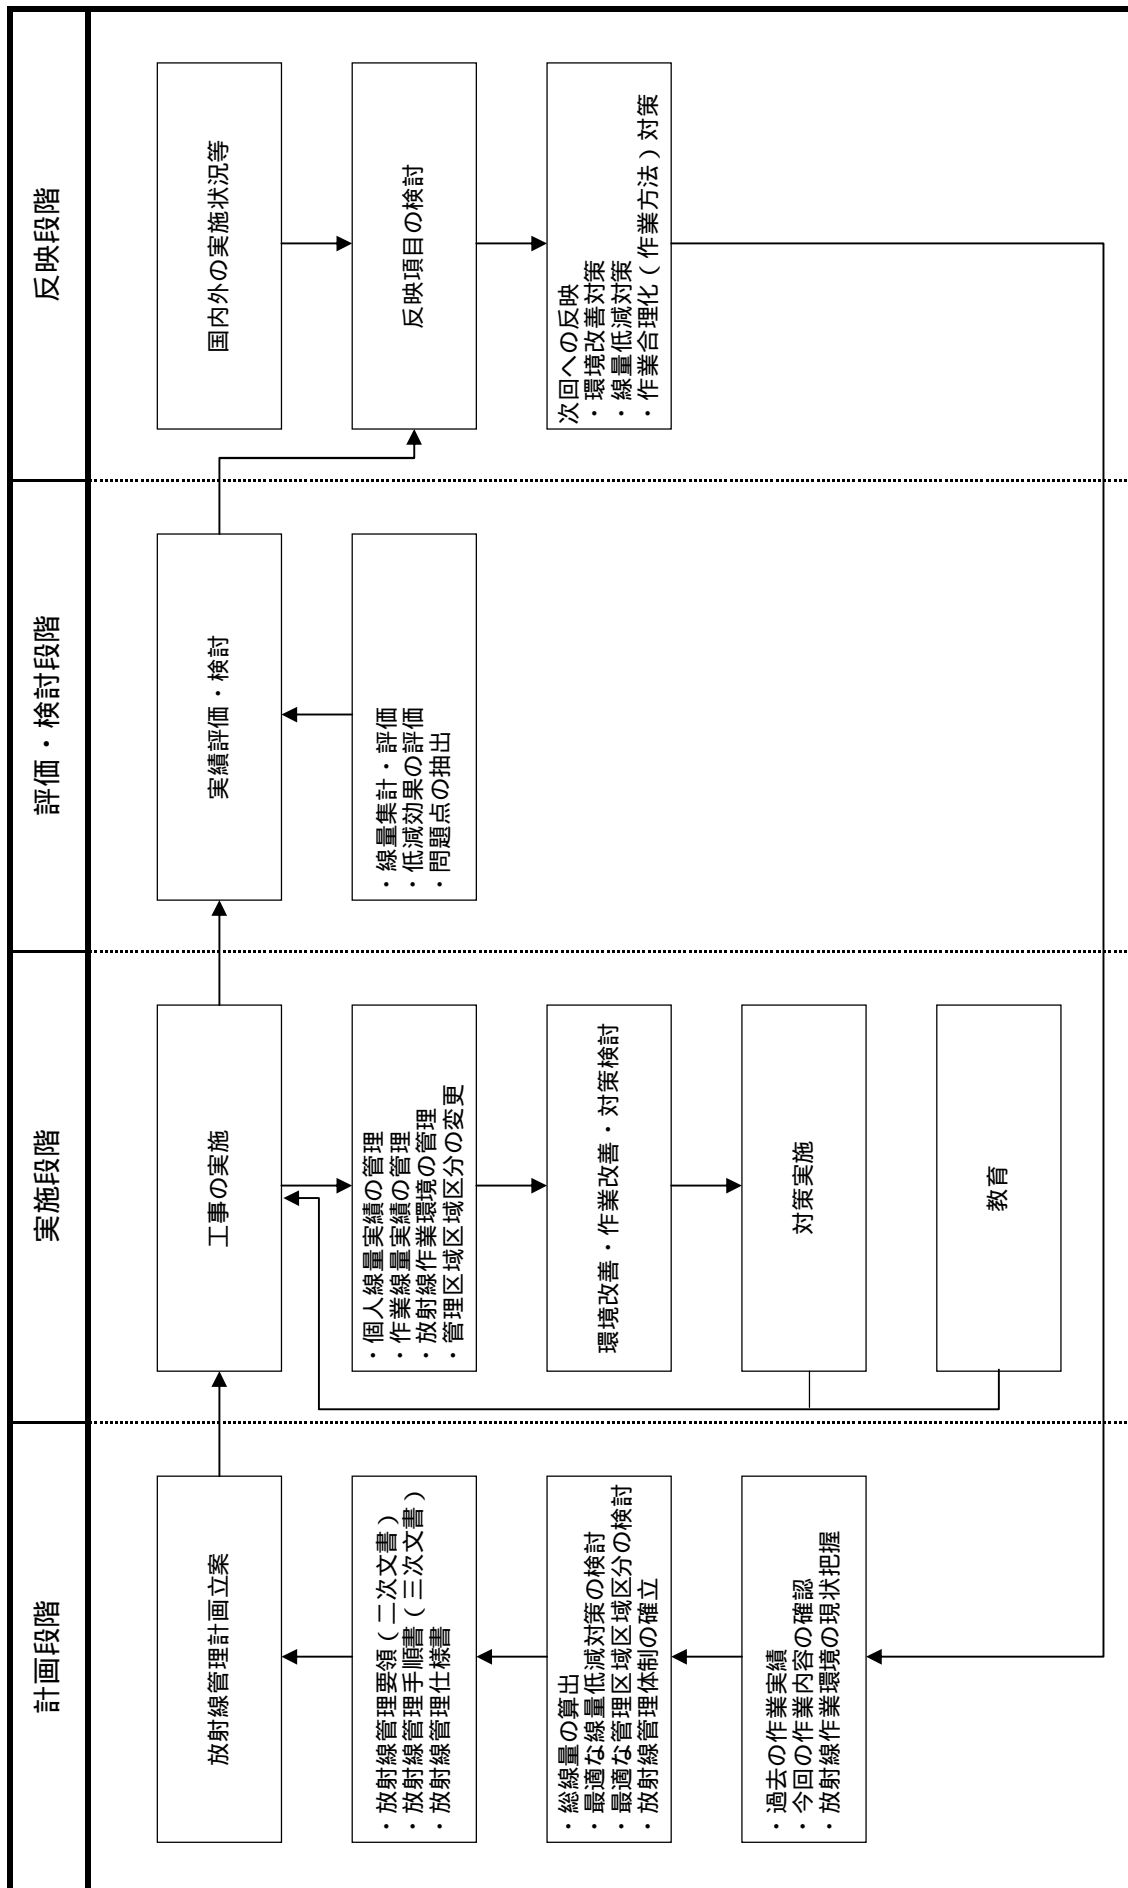 計画段階
実施段階
評価・検討段階
反映段階
放射線管理計画立案
・放射線管理要領（二次文書）
・放射線管理手順書（三次文書）
・放射線管理仕様書
・総線量の算出
・最適な線量低減対策の検討
・最適な管理区域区分の検討
・放射線管理体制の確立
・過去の作業実績
・今回の作業内容の確認
・放射線作業環境の現状把握
工事の実施
・個人線量実績の管理
・作業線量実績の管理
・放射線作業環境の管理
・管理区域区域区分の変更
環境改善・作業改善・対策検討
対策実施
教育
実績評価・検討
・線量集計・評価
・低減効果の評価
・問題点の抽出
国内外の実施状況等
反映項目の検討
次回への反映
・環境改善対策
・線量低減対策
・作業合理化（作業方法）対策